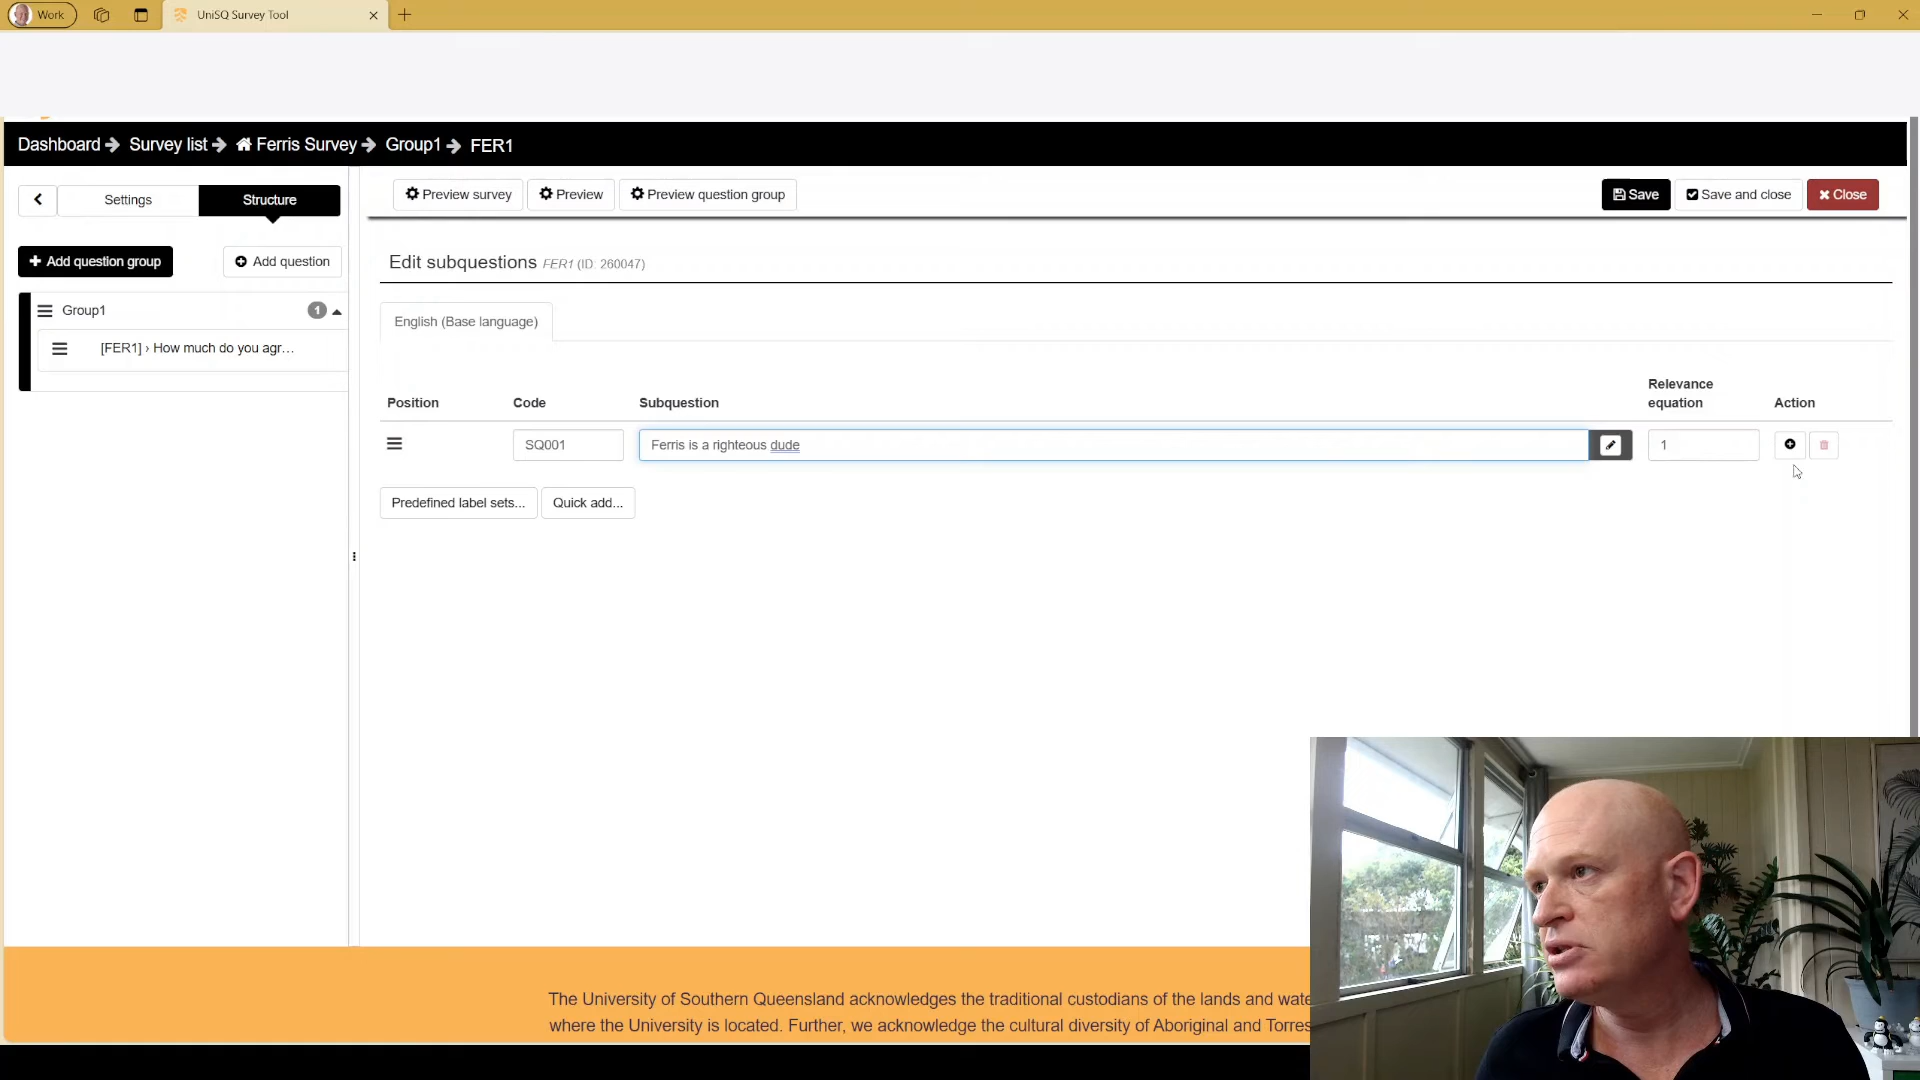 Work
UniSQ Survey Tool
Dashboard Survey list Ferris Survey Group1 FER1
Settings Structure
Preview survey Preview Preview question group
Save Save and close Close
Add question group Add question
Edit subquestions FER1 (ID: 260047)
Group1 1
English (Base language)
[FER1] › How much do you agr…
Position Code Subquestion Relevance equation Action
SQ001 Ferris is a righteous dude 1
Predefined label sets... Quick add...
The University of Southern Queensland acknowledges the traditional custodians of the lands and wate
where the University is located. Further, we acknowledge the cultural diversity of Aboriginal and Torres